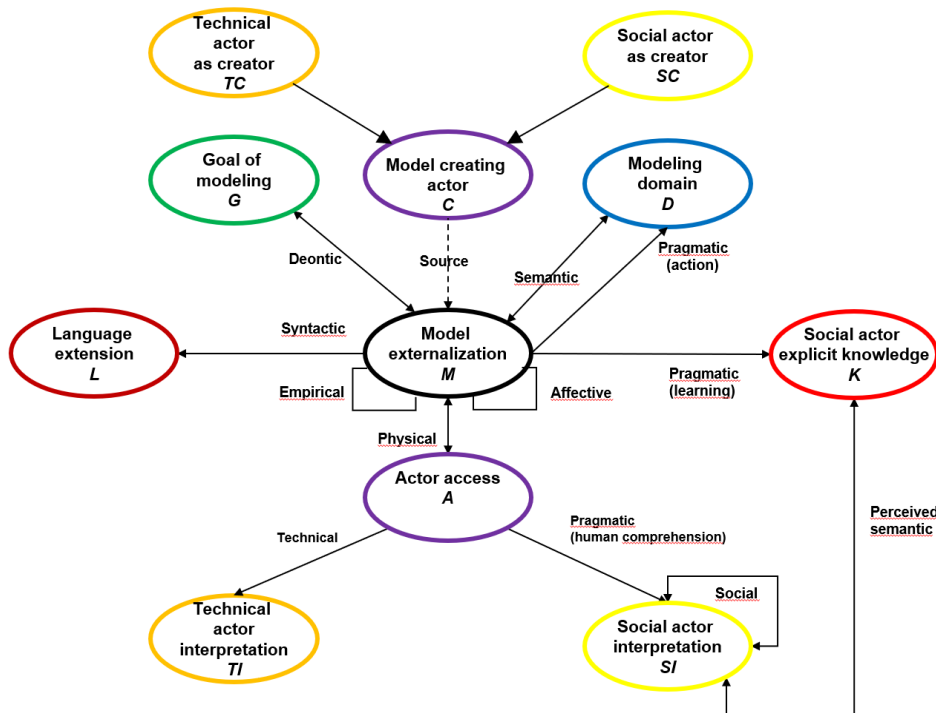 Technical
actor
as creator
TC
Social actor
as creator
SC
Goal of
modeling
G
Model creating
actor
C
Modeling
domain
D
Deontic
Source
Semantic
Pragmatic
(action)
Language
extension
L
Syntactic
Model
externalization
M
Social actor
explicit knowledge
K
Empirical
Affective
Pragmatic
(learning)
Physical
Actor access
A
Technical
Pragmatic
(human comprehension)
Perceived
semantic
Technical
actor
interpretation
TI
Social actor
interpretation
SI
Social